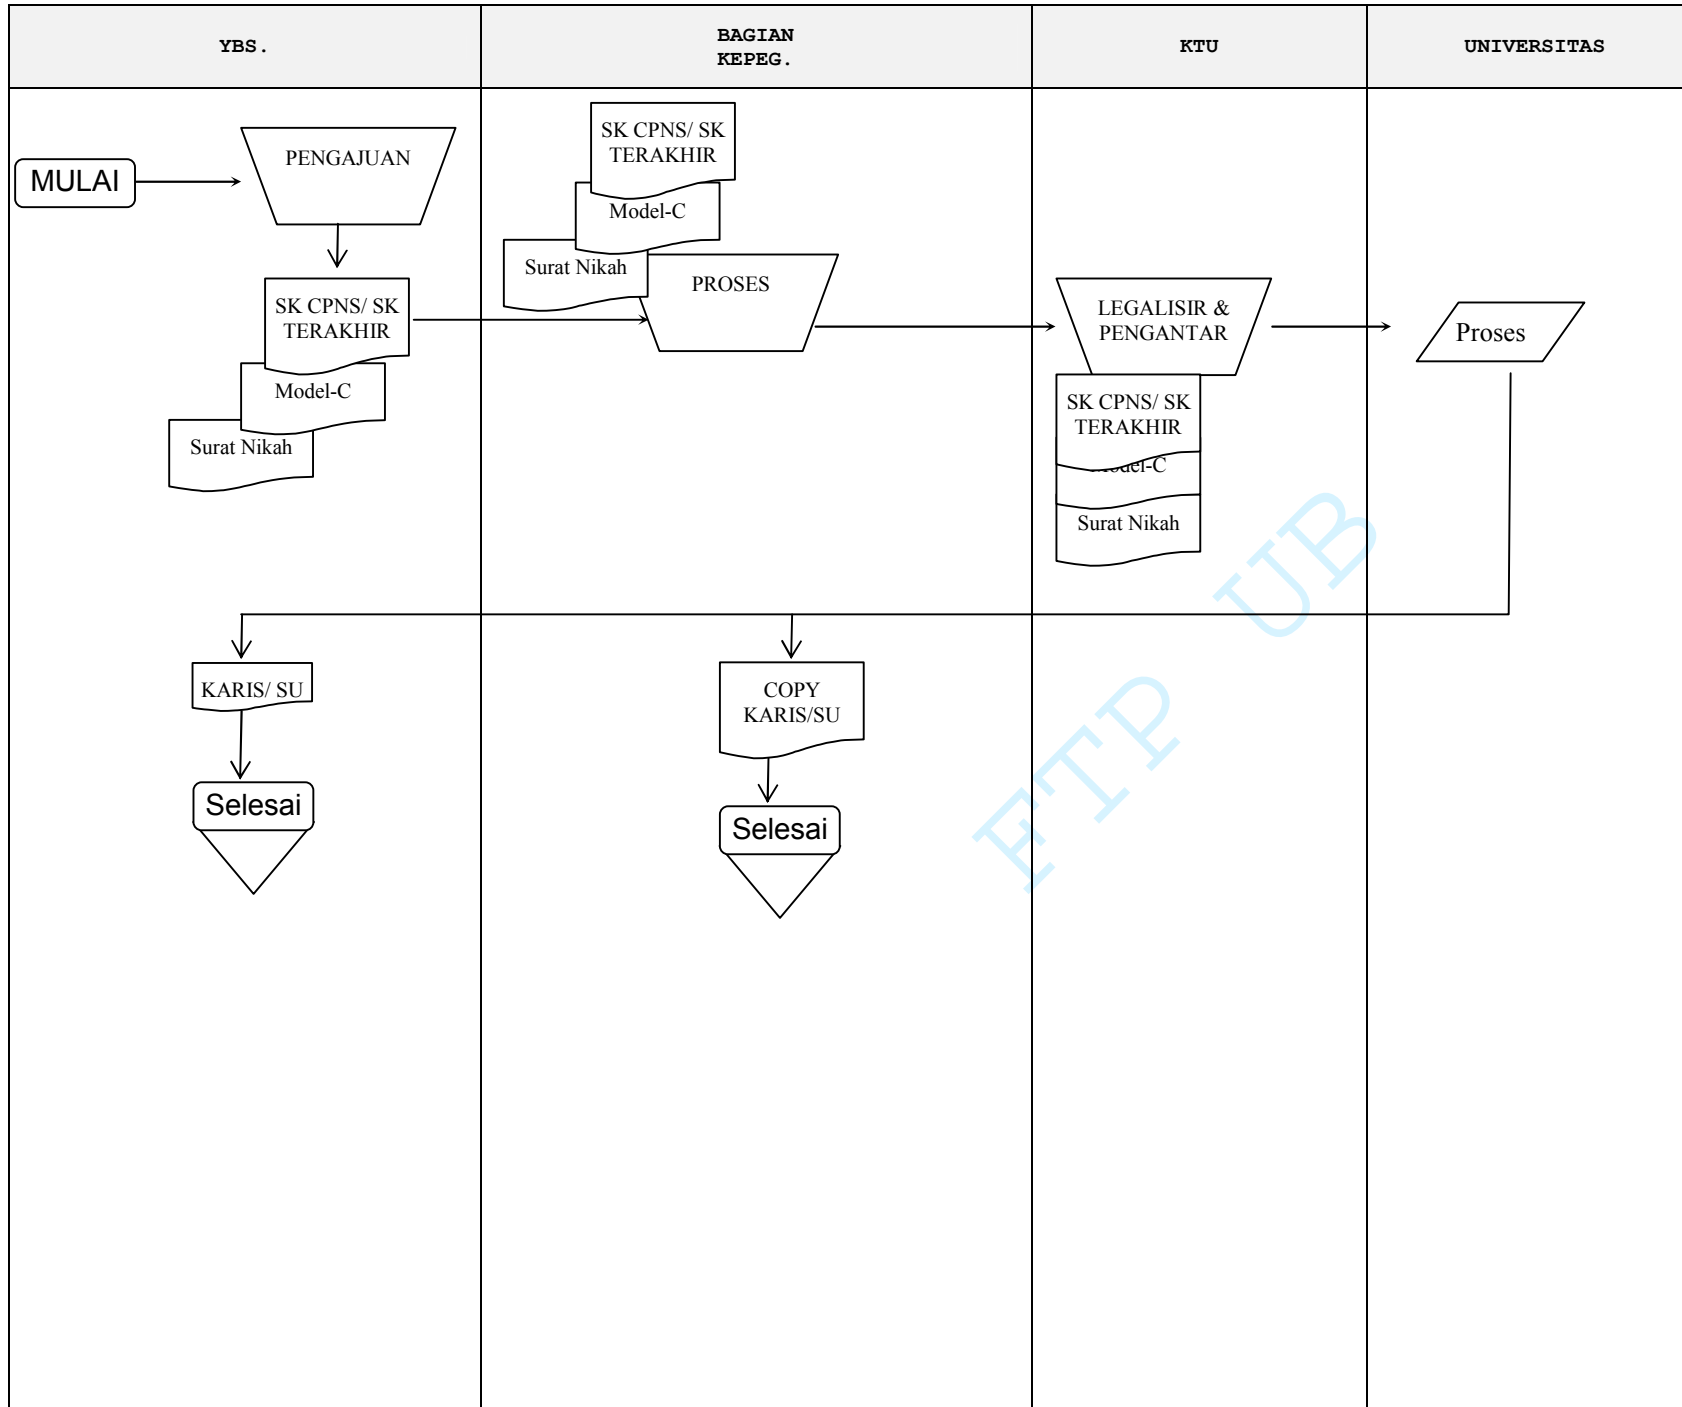 YBS.
BAGIAN
KEPEG.
KTU
UNIVERSITAS
MULAI
PENGAJUAN
SK CPNS/ SK
TERAKHIR
Model-C
Surat Nikah
SK CPNS/ SK
TERAKHIR
Model-C
Surat Nikah
PROSES
LEGALISIR &
PENGANTAR
SK CPNS/ SK
TERAKHIR
Model-C
Surat Nikah
Proses
KARIS/ SU
Selesai
COPY
KARIS/SU
Selesai
FTP UB